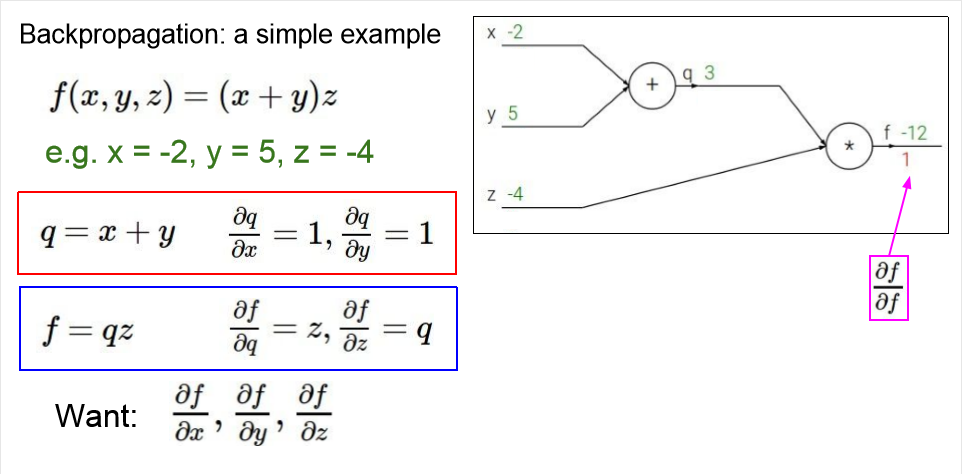 Backpropagation: a simple example
f(x, y, z) = (x + y)z
e.g. x = -2, y = 5, z = -4
q = x + y ∂q/∂x = 1, ∂q/∂y = 1
f = qz ∂f/∂q = z, ∂f/∂z = q
Want: ∂f/∂x, ∂f/∂y, ∂f/∂z
x -2
y 5
z -4
+
q 3
*
f -12
1
∂f/∂f